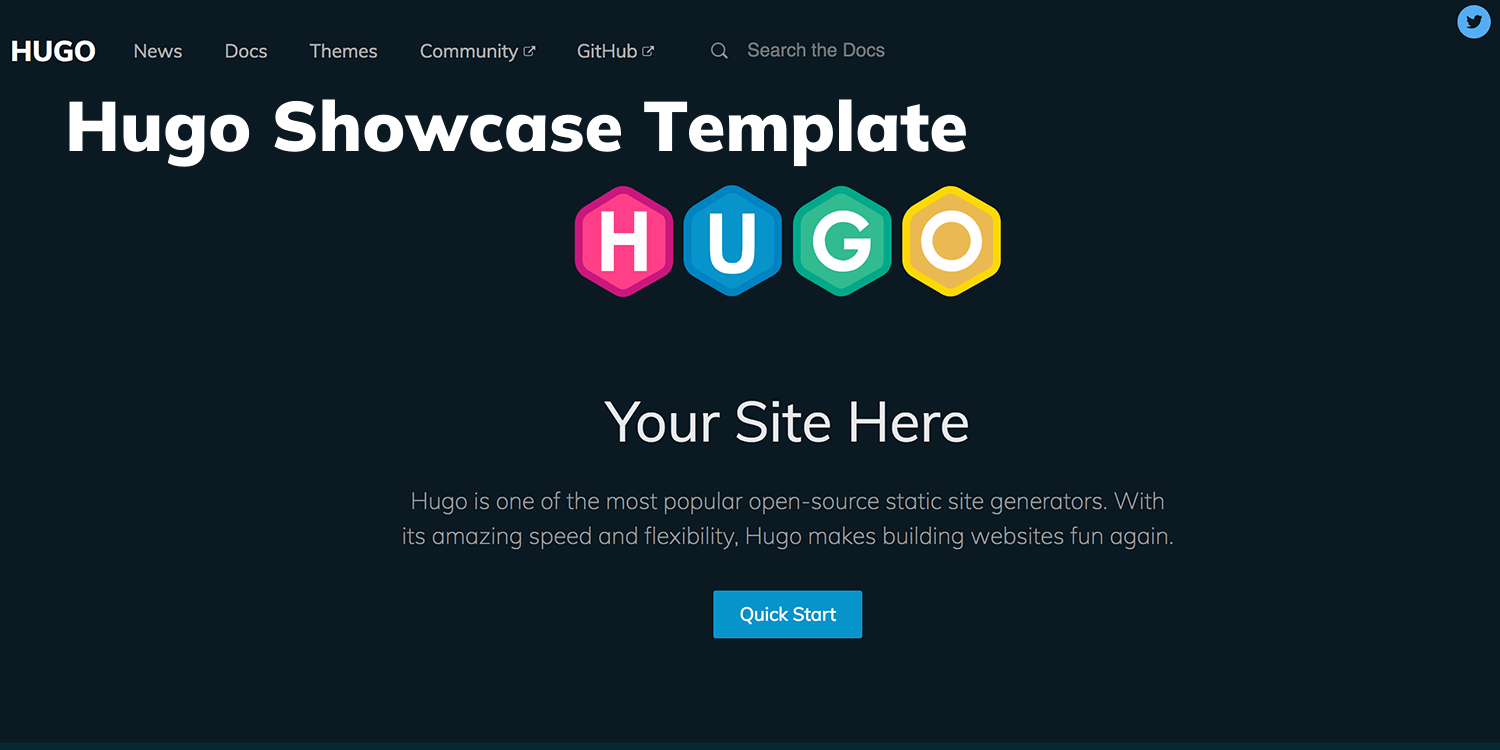 HUGO News Docs Themes Community GitHub Search the Docs
Hugo Showcase Template
HUGO
Your Site Here
Hugo is one of the most popular open-source static site generators. With
its amazing speed and flexibility, Hugo makes building websites fun again.
Quick Start